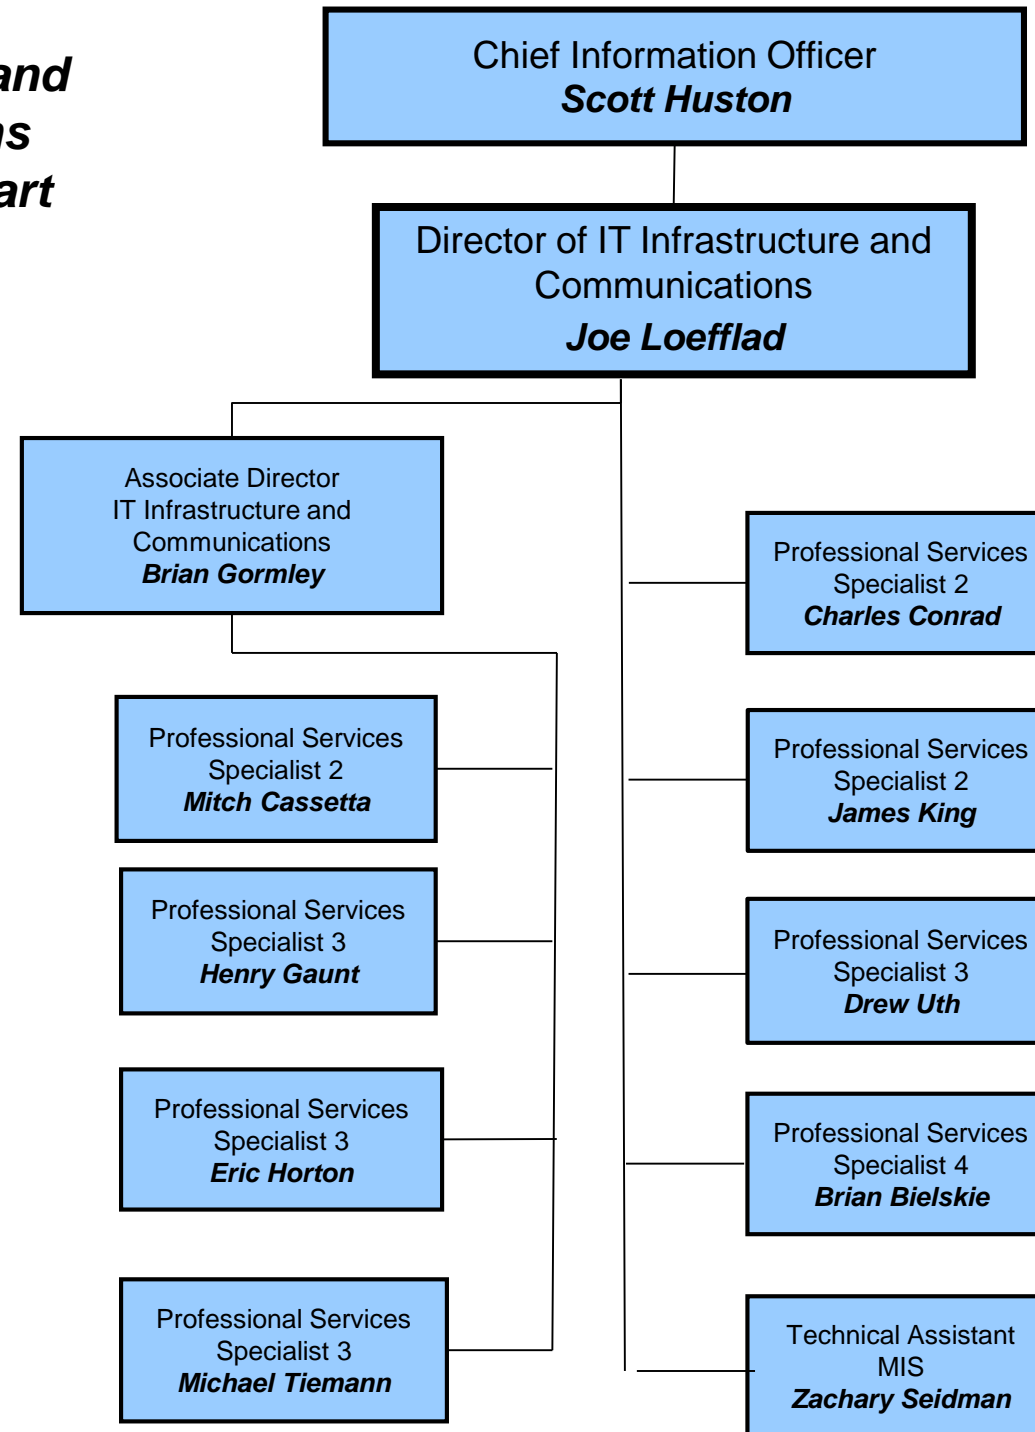 and
ns
art
Chief Information Officer
Scott Huston
Director of IT Infrastructure and
Communications
Joe Loefflad
Associate Director
IT Infrastructure and
Communications
Brian Gormley
Professional Services
Specialist 2
Mitch Cassetta
Professional Services
Specialist 3
Henry Gaunt
Professional Services
Specialist 3
Eric Horton
Professional Services
Specialist 3
Michael Tiemann
Professional Services
Specialist 2
Charles Conrad
Professional Services
Specialist 2
James King
Professional Services
Specialist 3
Drew Uth
Professional Services
Specialist 4
Brian Bielskie
Technical Assistant
MIS
Zachary Seidman